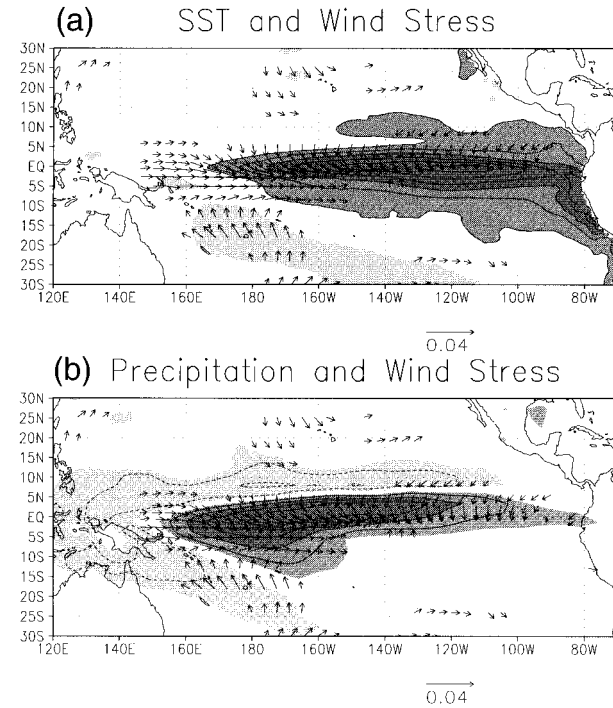 (a) SST and Wind Stress
30N
25N
20N
15N
10N
5N
EQ
5S
10S
15S
20S
25S
30S
120E 140E 160E 180 160W 140W 120W 100W 80W
0.04
(b) Precipitation and Wind Stress
30N
25N
20N
15N
10N
5N
EQ
5S
10S
15S
20S
25S
30S
120E 140E 160E 180 160W 140W 120W 100W 80W
0.04